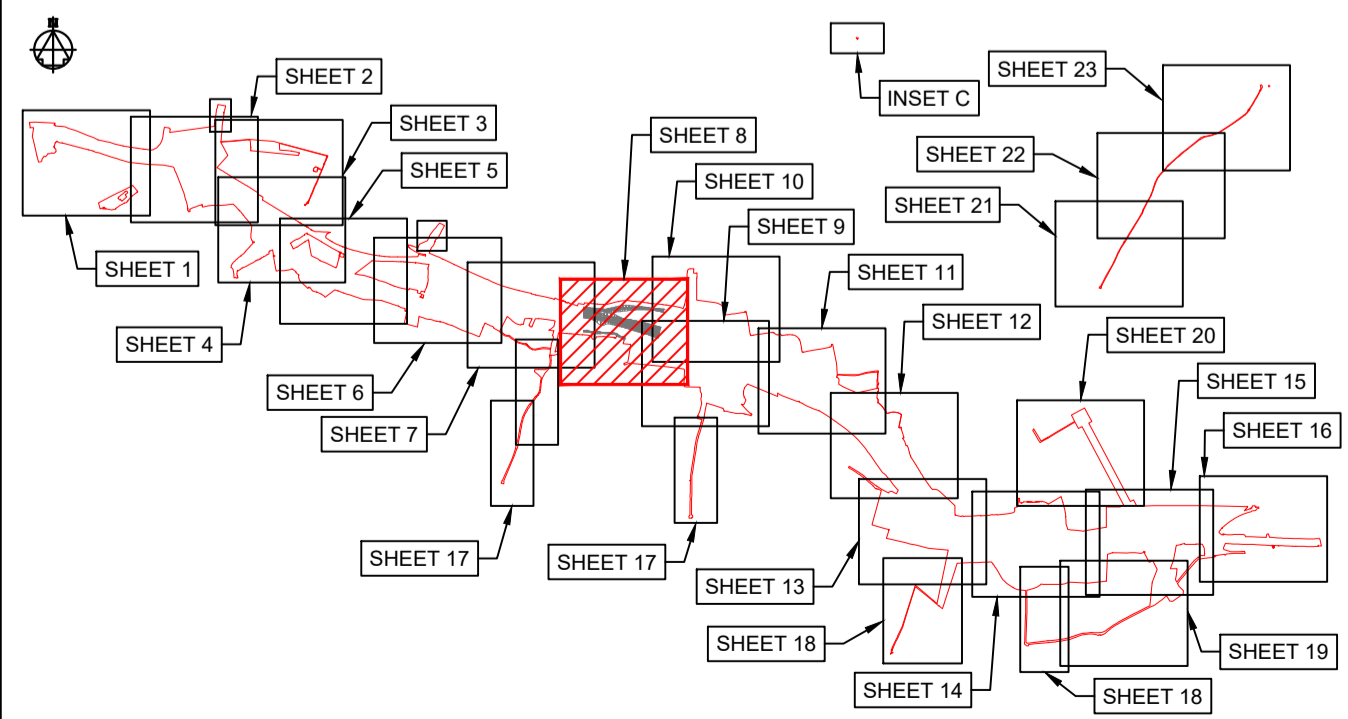 SHEET 2
SHEET 23
INSET C
SHEET 3
SHEET 8
SHEET 22
SHEET 5
SHEET 10
SHEET 21
SHEET 9
SHEET 1
SHEET 11
SHEET 12
SHEET 20
SHEET 4
SHEET 15
SHEET 6
SHEET 7
SHEET 16
SHEET 17
SHEET 17
SHEET 13
SHEET 18
SHEET 19
SHEET 14
SHEET 18